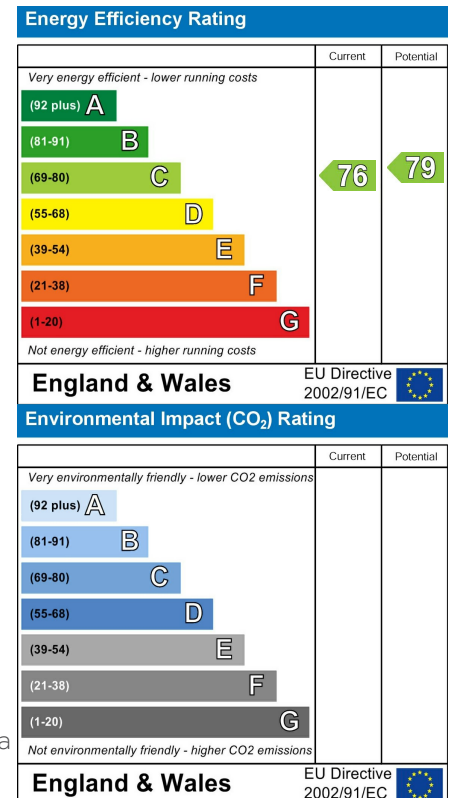 Energy Efficiency Rating
Current Potential
Very energy efficient - lower running costs
(92 plus) A
(81-91) B
(69-80) C 76 79
(55-68) D
(39-54) E
(21-38) F
(1-20) G
Not energy efficient - higher running costs
England & Wales EU Directive 2002/91/EC
Environmental Impact (CO₂) Rating
Current Potential
Very environmentally friendly - lower CO2 emissions
(92 plus) A
(81-91) B
(69-80) C
(55-68) D
(39-54) E
(21-38) F
(1-20) G
a
Not environmentally friendly - higher CO2 emissions
England & Wales EU Directive 2002/91/EC